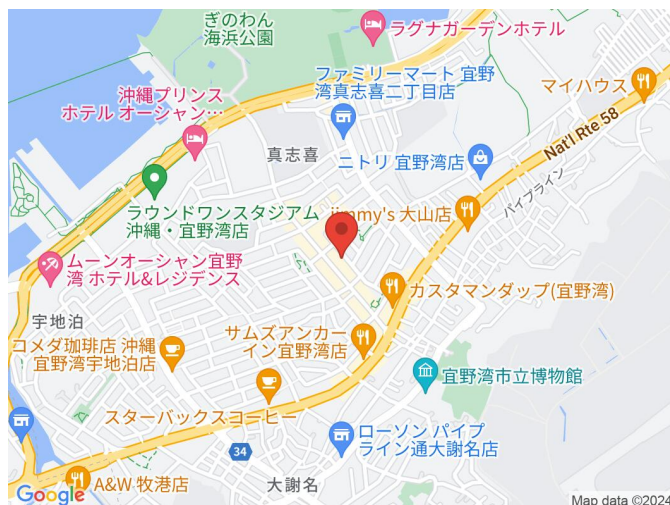 ぎのわん
海浜公園
ラグナガーデンホテル
沖縄プリンス
ホテル オーシャン…
ファミリーマート 宜野
湾真志喜二丁目店
マイハウス
真志喜
ニトリ 宜野湾店
Nat'l Rte 58
パイプライン
ラウンドワンスタジアム
沖縄・宜野湾店
jimmy's 大山店
ムーンオーシャン宜野
湾 ホテル&レジデンス
カスタマンダップ(宜野湾)
宇地泊
コメダ珈琲店 沖縄
宜野湾宇地泊店
サムズアンカー
イン宜野湾店
宜野湾市立博物館
スターバックスコーヒー
ローソン パイプ
ライン通大謝名店
34
A&W 牧港店
大謝名
Google
Map data ©2024